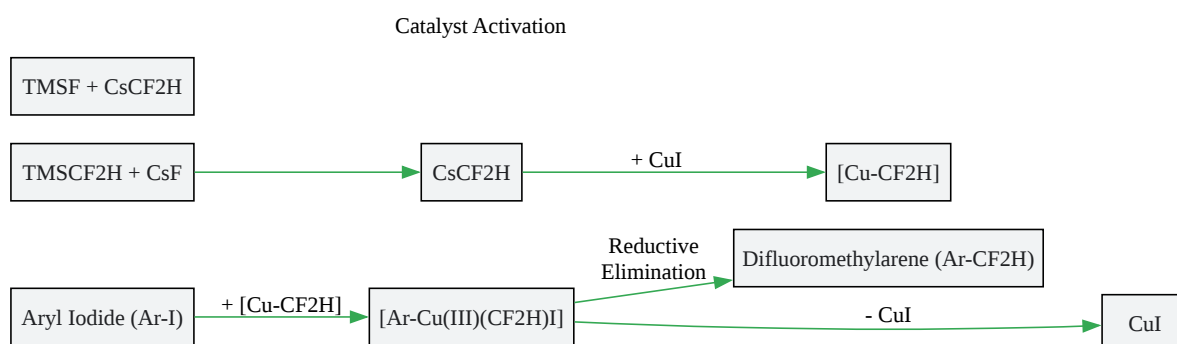 Catalyst Activation
TMSF + CsCF2H
TMSCF2H + CsF
CsCF2H
+ CuI
[Cu-CF2H]
Aryl Iodide (Ar-I)
+ [Cu-CF2H]
[Ar-Cu(III)(CF2H)I]
Reductive
Elimination
Difluoromethylarene (Ar-CF2H)
- CuI
CuI